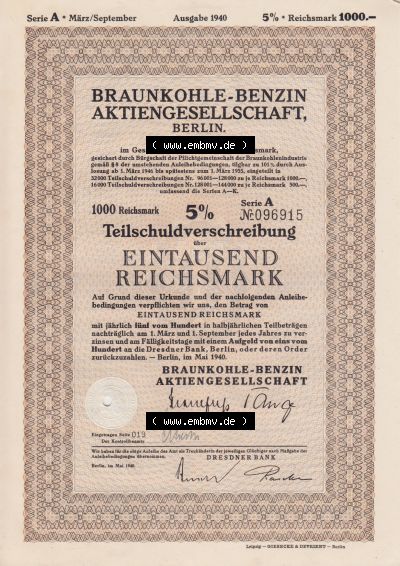 Serie A * März/September Ausgabe 1940 5% * Reichsmark 1000.—
BRAUNKOHLE-BENZIN
AKTIENGESELLSCHAFT,
BERLIN.
( www.embmv.de )
im Reichsmark,
gesichert durch Bürgschaft der Pflichtgemeinschaft der Braunkohlenindustrie
gemäß §8 der umstehenden Anleihebedingungen, tilgbar zu 101% durch Aus-
losung ab 1. März 1946 bis spätestens zum 1. März 1955, eingeteilt in
32000 Teilschuldverschreibungen Nr. 96001—128000 zu je Reichsmark 1000.—,
16000 Teilschuldverschreibungen Nr. 128001—144000 zu je Reichsmark 500.—,
umfassend die Serien A—K.
1000 Reichsmark 5% Serie A
№096915
Teilschuldverschreibung
über
EINTAUSEND
REICHSMARK
( www.embmv.de )
Auf Grund dieser Urkunde und der nachfolgenden Anleihe-
bedingungen verpflichten wir uns, den Betrag von
EINTAUSEND REICHSMARK
mit jährlich fünf vom Hundert in halbjährlichen Teilbeträgen
nachträglich am 1. März und 1. September jedes Jahres zu ver-
zinsen und am Fälligkeitstage mit einem Aufgeld von eins vom
Hundert an die Dresdner Bank, Berlin, oder deren Order
zurückzuzahlen. — Berlin, im Mai 1940.
BRAUNKOHLE-BENZIN
AKTIENGESELLSCHAFT
( www.embmv.de )
Eingetragen Seite 019
Der Kontrollbeamte
Wir haben für die obige Anleihe das Amt als Treuhänderin der jeweiligen Gläubiger nach Maßgabe der
Anleihebedingungen übernommen. DRESDNER BANK
Berlin, im Mai 1940.
Leipzig — GIESECKE & DEVRIENT — Berlin